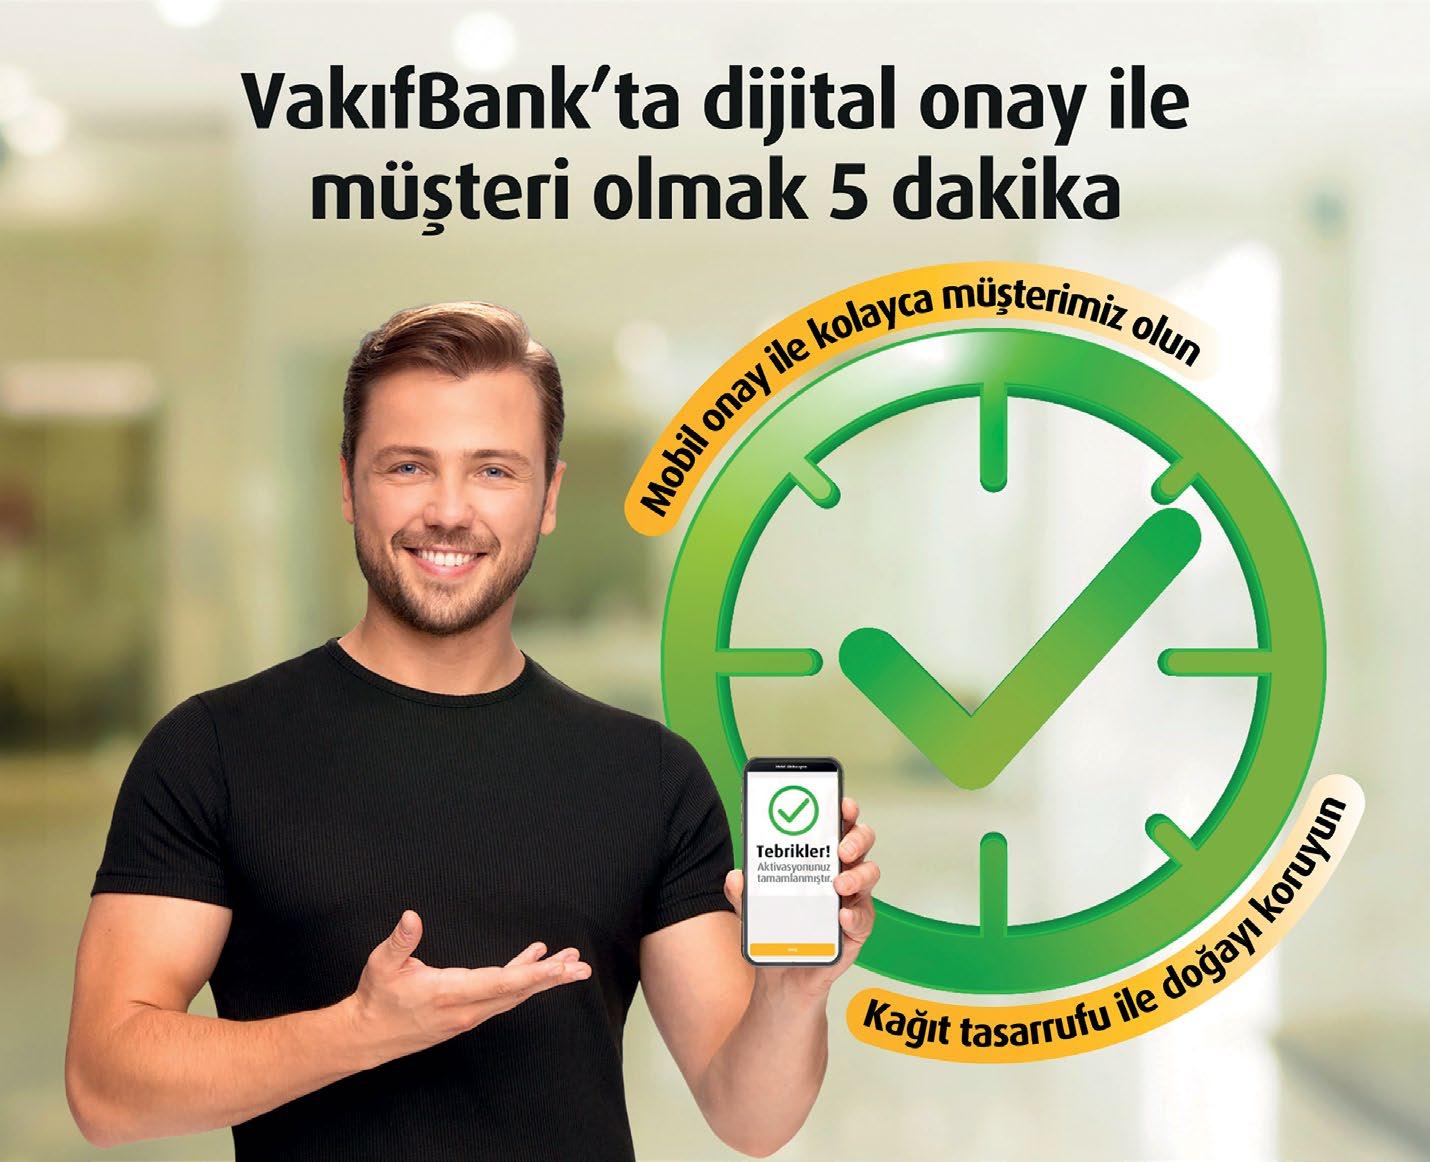 VakıfBank’ta dijital onay ile
müşteri olmak 5 dakika
Mobil onay ile kolayca müşterimiz olun
Tebrikler!
Aktivasyonunuz
tamamlanmıştır.
Kağıt tasarrufu ile doğayı koruyun